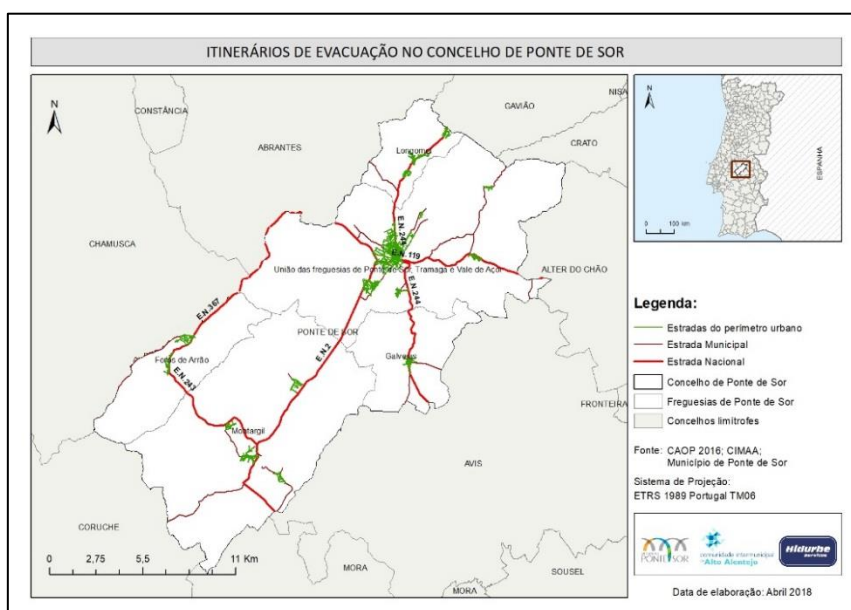 ITINERÁRIOS DE EVACUAÇÃO NO CONCELHO DE PONTE DE SOR
N
CONSTÂNCIA
GAVIÃO
NISA
ABRANTES
Longomel
CRATO
CHAMUSCA
E.N.244
E.N.119
União das freguesias de Ponte de Sor, Tramaga e Vale de Açor
ALTER DO CHÃO
E.N.367
E.N.244
PONTE DE SOR
E.N.2
Foros de Arrão
Galveias
E.N.243
FRONTEIRA
Montargil
AVIS
CORUCHE
0 2,75 5,5 11 Km
MORA
MORA
SOUSEL
N
ESPANHA
0 100 km
Legenda:
Estradas do perímetro urbano
Estrada Municipal
Estrada Nacional
Concelho de Ponte de Sor
Freguesias de Ponte de Sor
Concelhos limítrofes
Fonte: CAOP 2016; CIMAA;
Município de Ponte de Sor
Sistema de Projeção:
ETRS 1989 Portugal TM06
PONTE SOR
comunidade intermunicipal
do Alto Alentejo
Hidurbe
Data de elaboração: Abril 2018